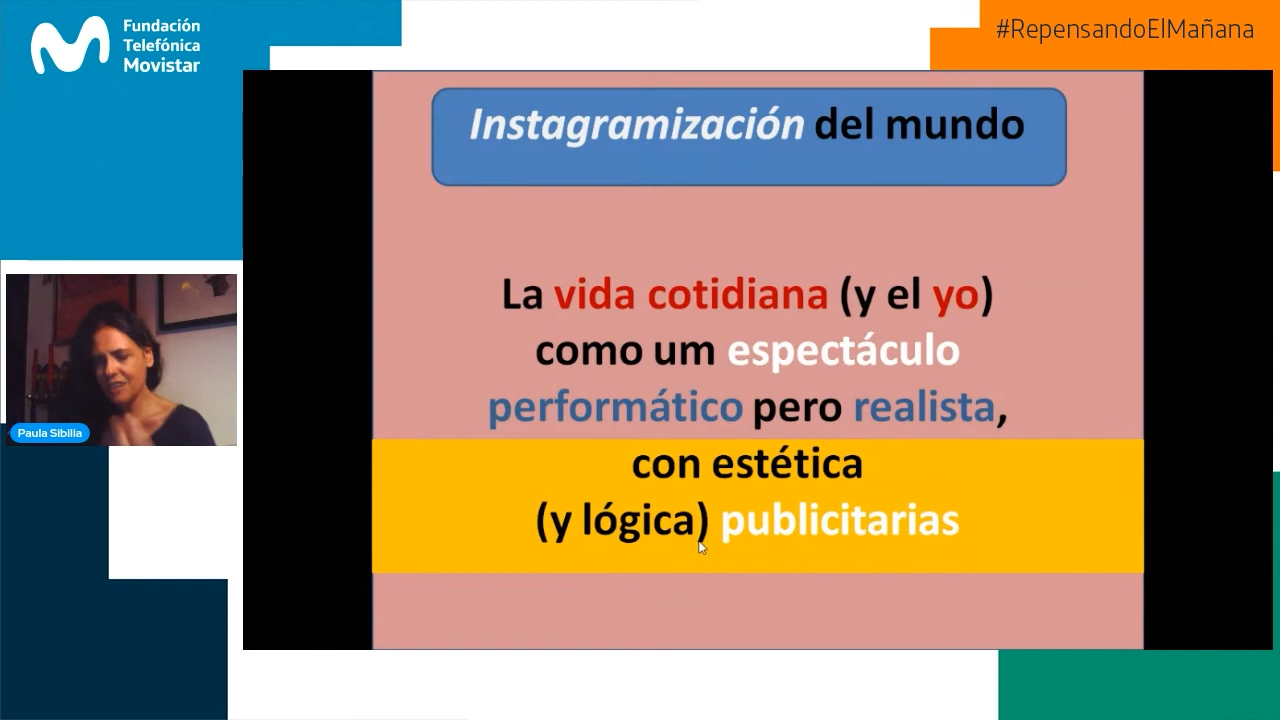 Fundación
Telefónica
Movistar
#RepensandoElMañana
Instagramización del mundo
La vida cotidiana (y el yo)
como um espectáculo
performático pero realista,
con estética
(y lógica) publicitarias
Paula Sibilia